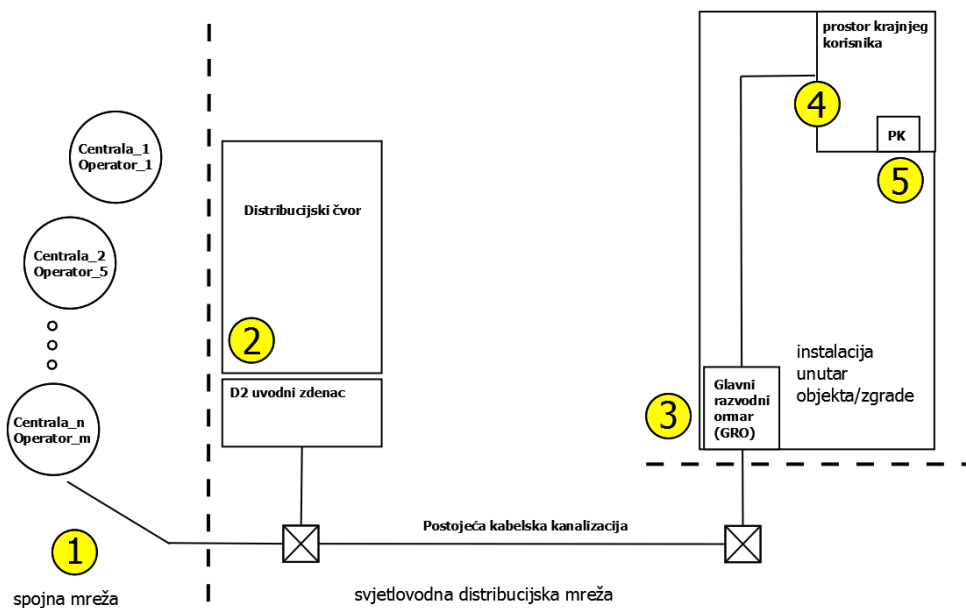 prostor krajnjeg
korisnika
4
PK
5
Centrala_1
Operator_1
Distribucijski čvor
Centrala_2
Operator_5
2
D2 uvodni zdenac
instalacija
unutar
objekta/zgrade
Glavni
razvodni
ormar
(GRO)
3
Centrala_n
Operator_m
Postojeća kabelska kanalizacija
1
spojna mreža
svjetlovodna distribucijska mreža